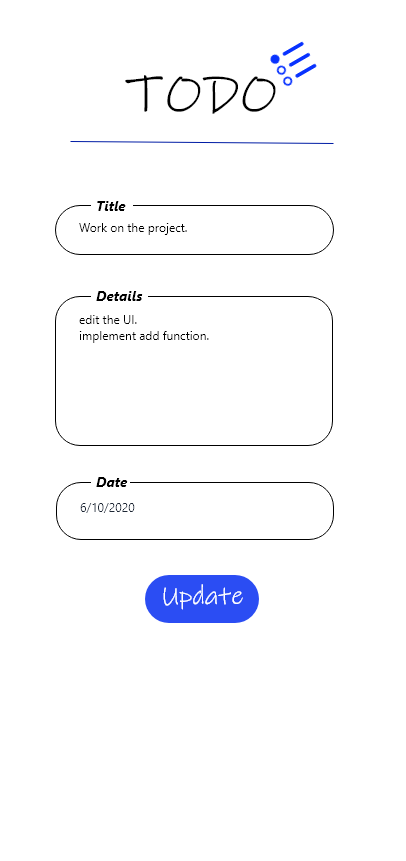 TODO
Title
Work on the project.
Details
edit the UI.
implement add function.
Date
6/10/2020
Update